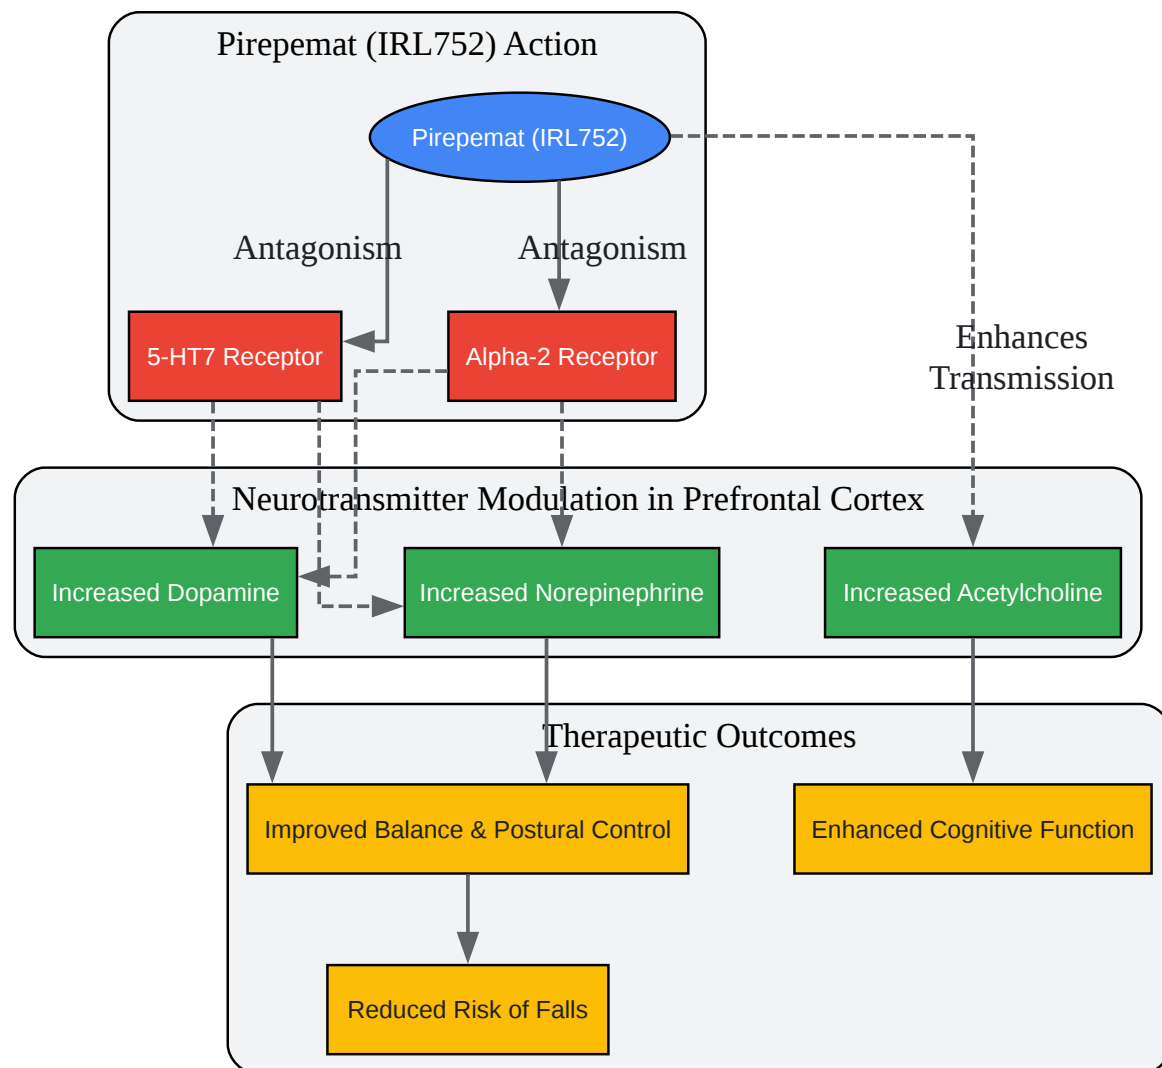 Pirepemat (IRL752) Action
Pirepemat (IRL752)
Antagonism
Antagonism
5-HT7 Receptor
Alpha-2 Receptor
Enhances
Transmission
Neurotransmitter Modulation in Prefrontal Cortex
Increased Dopamine
Increased Norepinephrine
Increased Acetylcholine
Therapeutic Outcomes
Improved Balance & Postural Control
Enhanced Cognitive Function
Reduced Risk of Falls